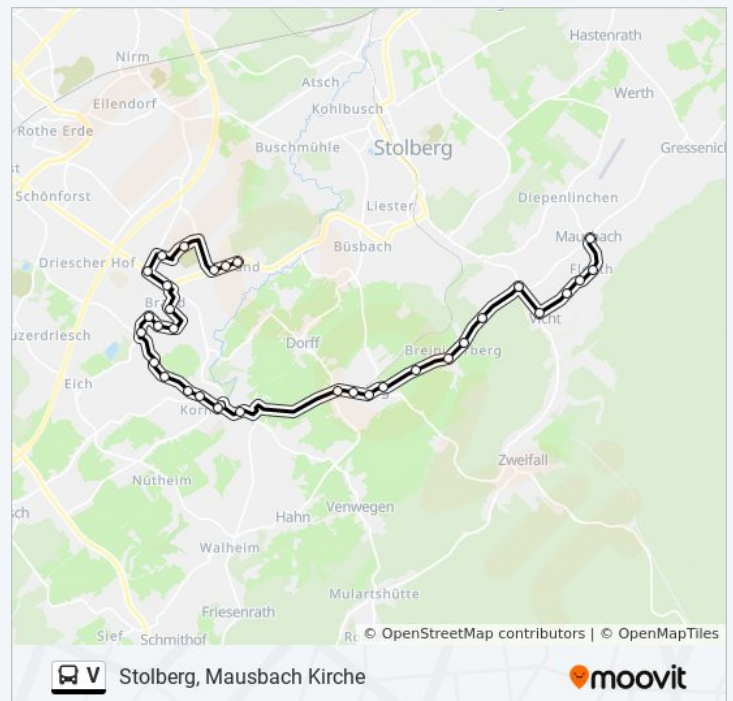 Hastenrath
Nirm
Atsch
Werth
Eilendorf
Kohlbusch
Rothe Erde
Buschmühle
Stolberg
Gressenich
Schönforst
Diepenlinchen
Liester
Driescher Hof
Büsbach
Mausbach
Brand
Vicht
Dorff
Breinigerberg
Eich
Zweifall
Nütheim
Hahn
Venwegen
Walheim
Mulartshütte
Friesenrath
Sief
Schmithof
© OpenStreetMap contributors | © OpenMapTiles
V Stolberg, Mausbach Kirche
moovit